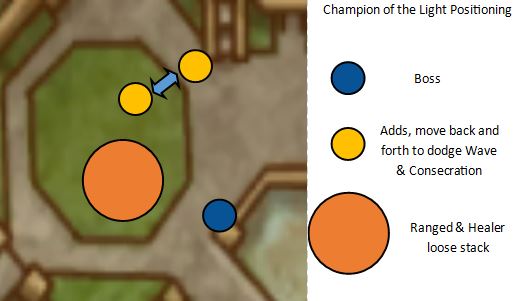 Champion of the Light Positioning
Boss
Adds, move back and
forth to dodge Wave
& Consecration
Ranged & Healer
loose stack